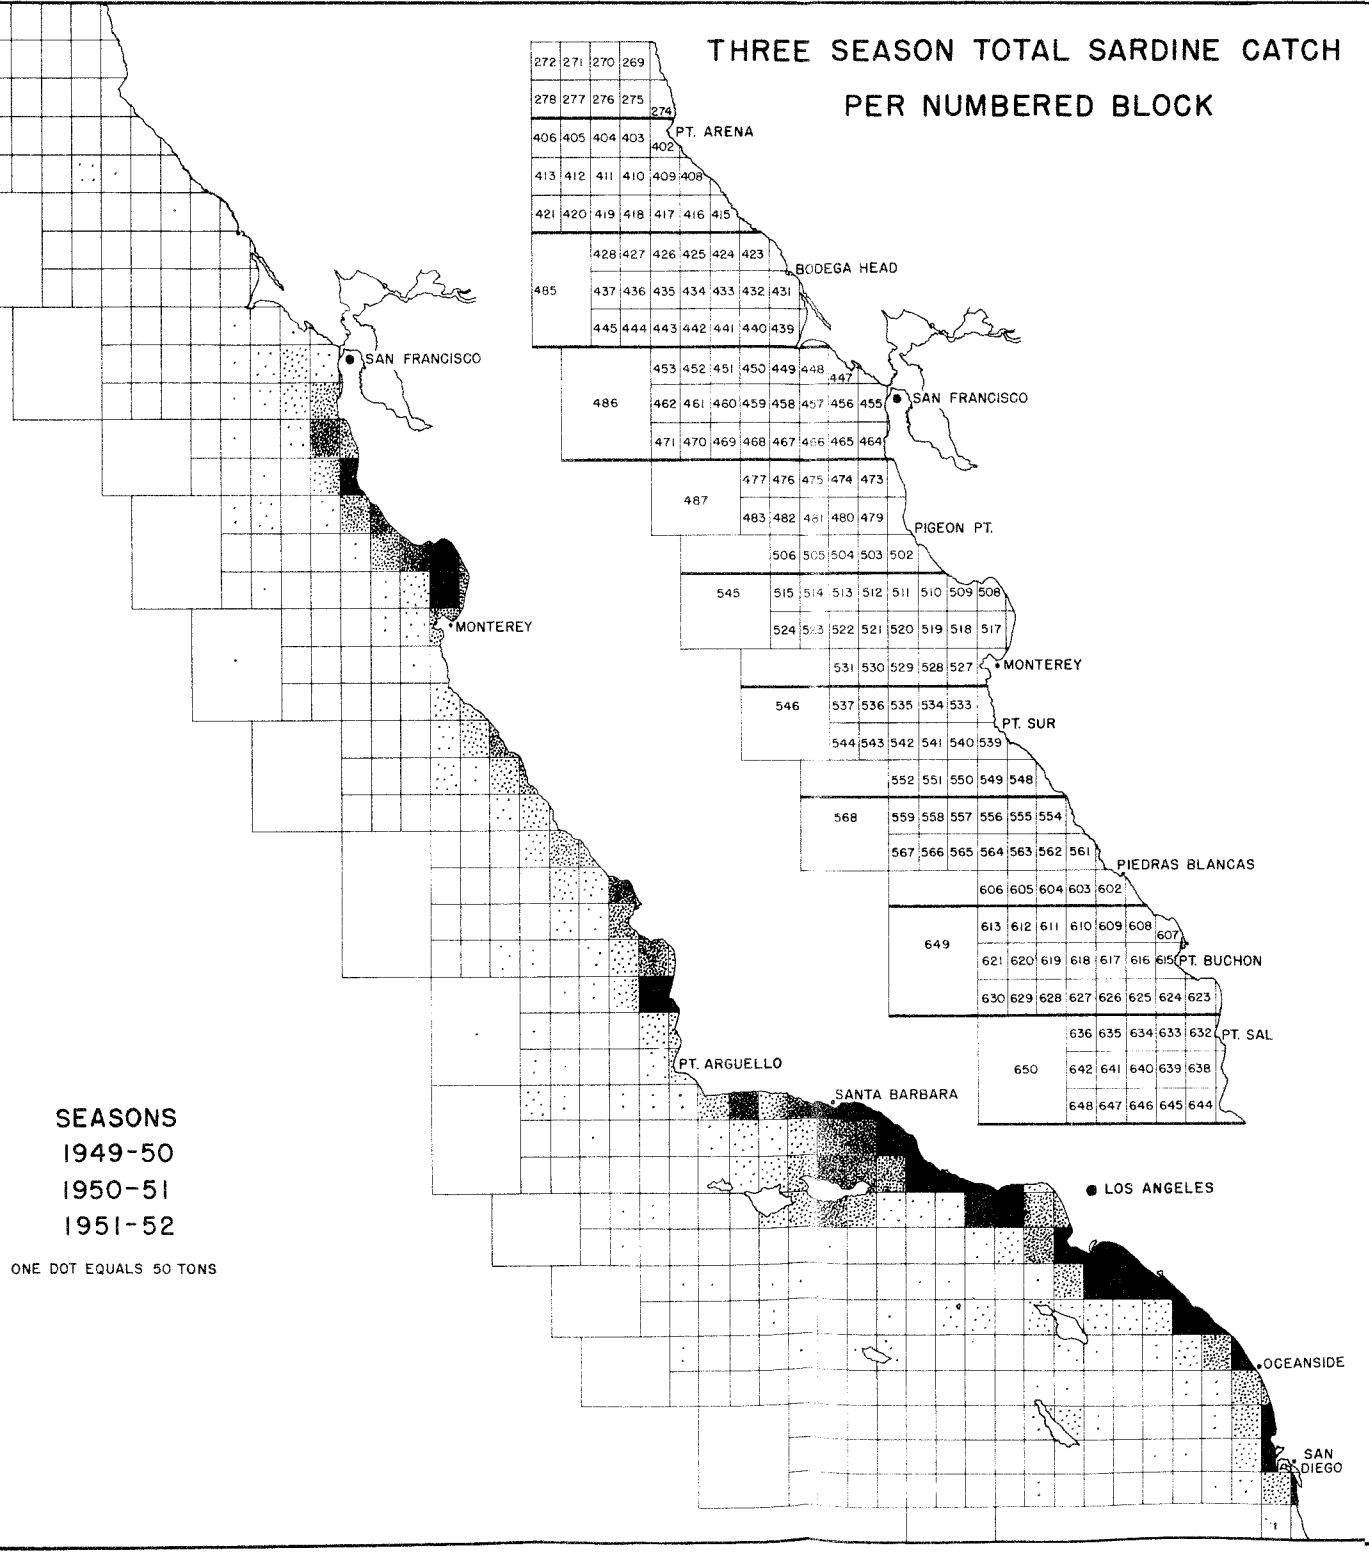 THREE SEASON TOTAL SARDINE CATCH
PER NUMBERED BLOCK
272 271 270 269
278 277 276 275 274
PT. ARENA
406 405 404 403 402
413 412 411 410 409 408
421 420 419 418 417 416 415
428 427 426 425 424 423
BODEGA HEAD
485 437 436 435 434 433 432 431
445 444 443 442 441 440 439
SAN FRANCISCO
453 452 451 450 449 448 447
486 462 461 460 459 458 457 456 455 SAN FRANCISCO
471 470 469 468 467 466 465 464
477 476 475 474 473
487
483 482 481 480 479
PIGEON PT.
506 505 504 503 502
545 515 514 513 512 511 510 509 508
MONTEREY
524 523 522 521 520 519 518 517
531 530 529 528 527 MONTEREY
546 537 536 535 534 533
PT. SUR
544 543 542 541 540 539
552 551 550 549 548
568 559 558 557 556 555 554
567 566 565 564 563 562 561
PIEDRAS BLANCAS
606 605 604 603 602
613 612 611 610 609 608 607
649
621 620 619 618 617 616 615 PT. BUCHON
630 629 628 627 626 625 624 623
636 635 634 633 632 PT. SAL
PT. ARGUELLO
650 642 641 640 639 638
SANTA BARBARA
648 647 646 645 644
SEASONS
1949-50
1950-51
1951-52
ONE DOT EQUALS 50 TONS
LOS ANGELES
OCEANSIDE
SAN
DIEGO